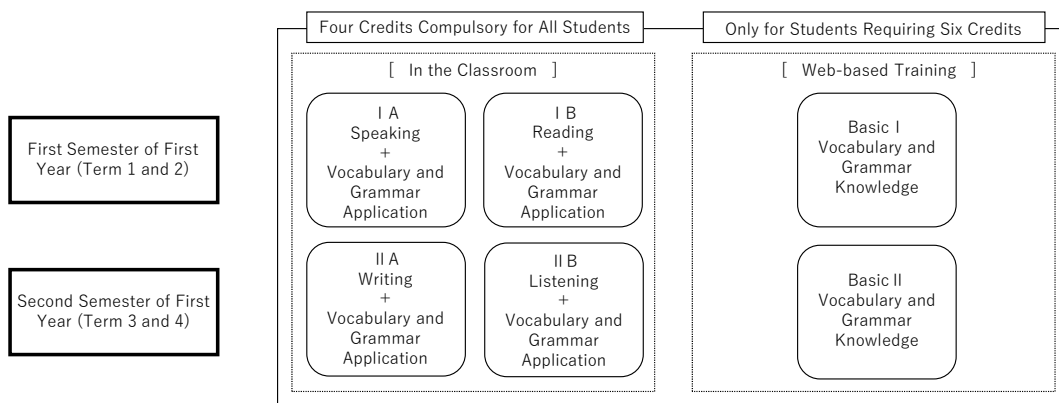 Four Credits Compulsory for All Students
Only for Students Requiring Six Credits
[ In the Classroom ]
[ Web-based Training ]
First Semester of First
Year (Term 1 and 2)
I A
Speaking
+
Vocabulary and
Grammar
Application
I B
Reading
+
Vocabulary and
Grammar
Application
Basic I
Vocabulary and
Grammar
Knowledge
Second Semester of First
Year (Term 3 and 4)
II A
Writing
+
Vocabulary and
Grammar
Application
II B
Listening
+
Vocabulary and
Grammar
Application
Basic II
Vocabulary and
Grammar
Knowledge